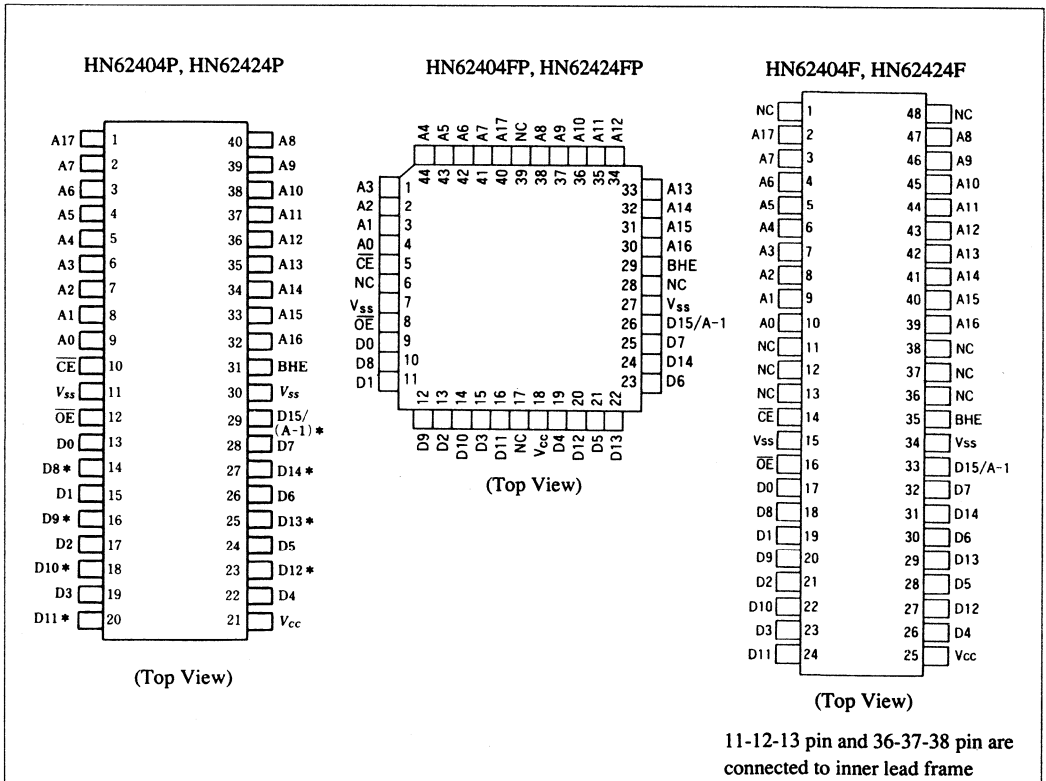 HN62404P, HN62424P
A17 1 40 A8
A7 2 39 A9
A6 3 38 A10
A5 4 37 A11
A4 5 36 A12
A3 6 35 A13
A2 7 34 A14
A1 8 33 A15
A0 9 32 A16
C̅E̅ 10 31 BHE
Vss 11 30 Vss
O̅E̅ 12 29 D15/(A-1)*
D0 13 28 D7
D8* 14 27 D14*
D1 15 26 D6
D9* 16 25 D13*
D2 17 24 D5
D10* 18 23 D12*
D3 19 22 D4
D11* 20 21 Vcc
(Top View)
HN62404FP, HN62424FP
A4 A5 A6 A7 A17 NC A8 A9 A10 A11 A12
44 43 42 41 40 39 38 37 36 35 34
A3 1 33 A13
A2 2 32 A14
A1 3 31 A15
A0 4 30 A16
C̅E̅ 5 29 BHE
NC 6 28 NC
Vss 7 27 Vss
O̅E̅ 8 26 D15/A-1
D0 9 25 D7
D8 10 24 D14
D1 11 23 D6
12 13 14 15 16 17 18 19 20 21 22
D9 D2 D10 D3 D11 NC Vcc D4 D12 D5 D13
(Top View)
HN62404F, HN62424F
NC 1 48 NC
A17 2 47 A8
A7 3 46 A9
A6 4 45 A10
A5 5 44 A11
A4 6 43 A12
A3 7 42 A13
A2 8 41 A14
A1 9 40 A15
A0 10 39 A16
NC 11 38 NC
NC 12 37 NC
NC 13 36 NC
C̅E̅ 14 35 BHE
Vss 15 34 Vss
O̅E̅ 16 33 D15/A-1
D0 17 32 D7
D8 18 31 D14
D1 19 30 D6
D9 20 29 D13
D2 21 28 D5
D10 22 27 D12
D3 23 26 D4
D11 24 25 Vcc
(Top View)
11-12-13 pin and 36-37-38 pin are
connected to inner lead frame